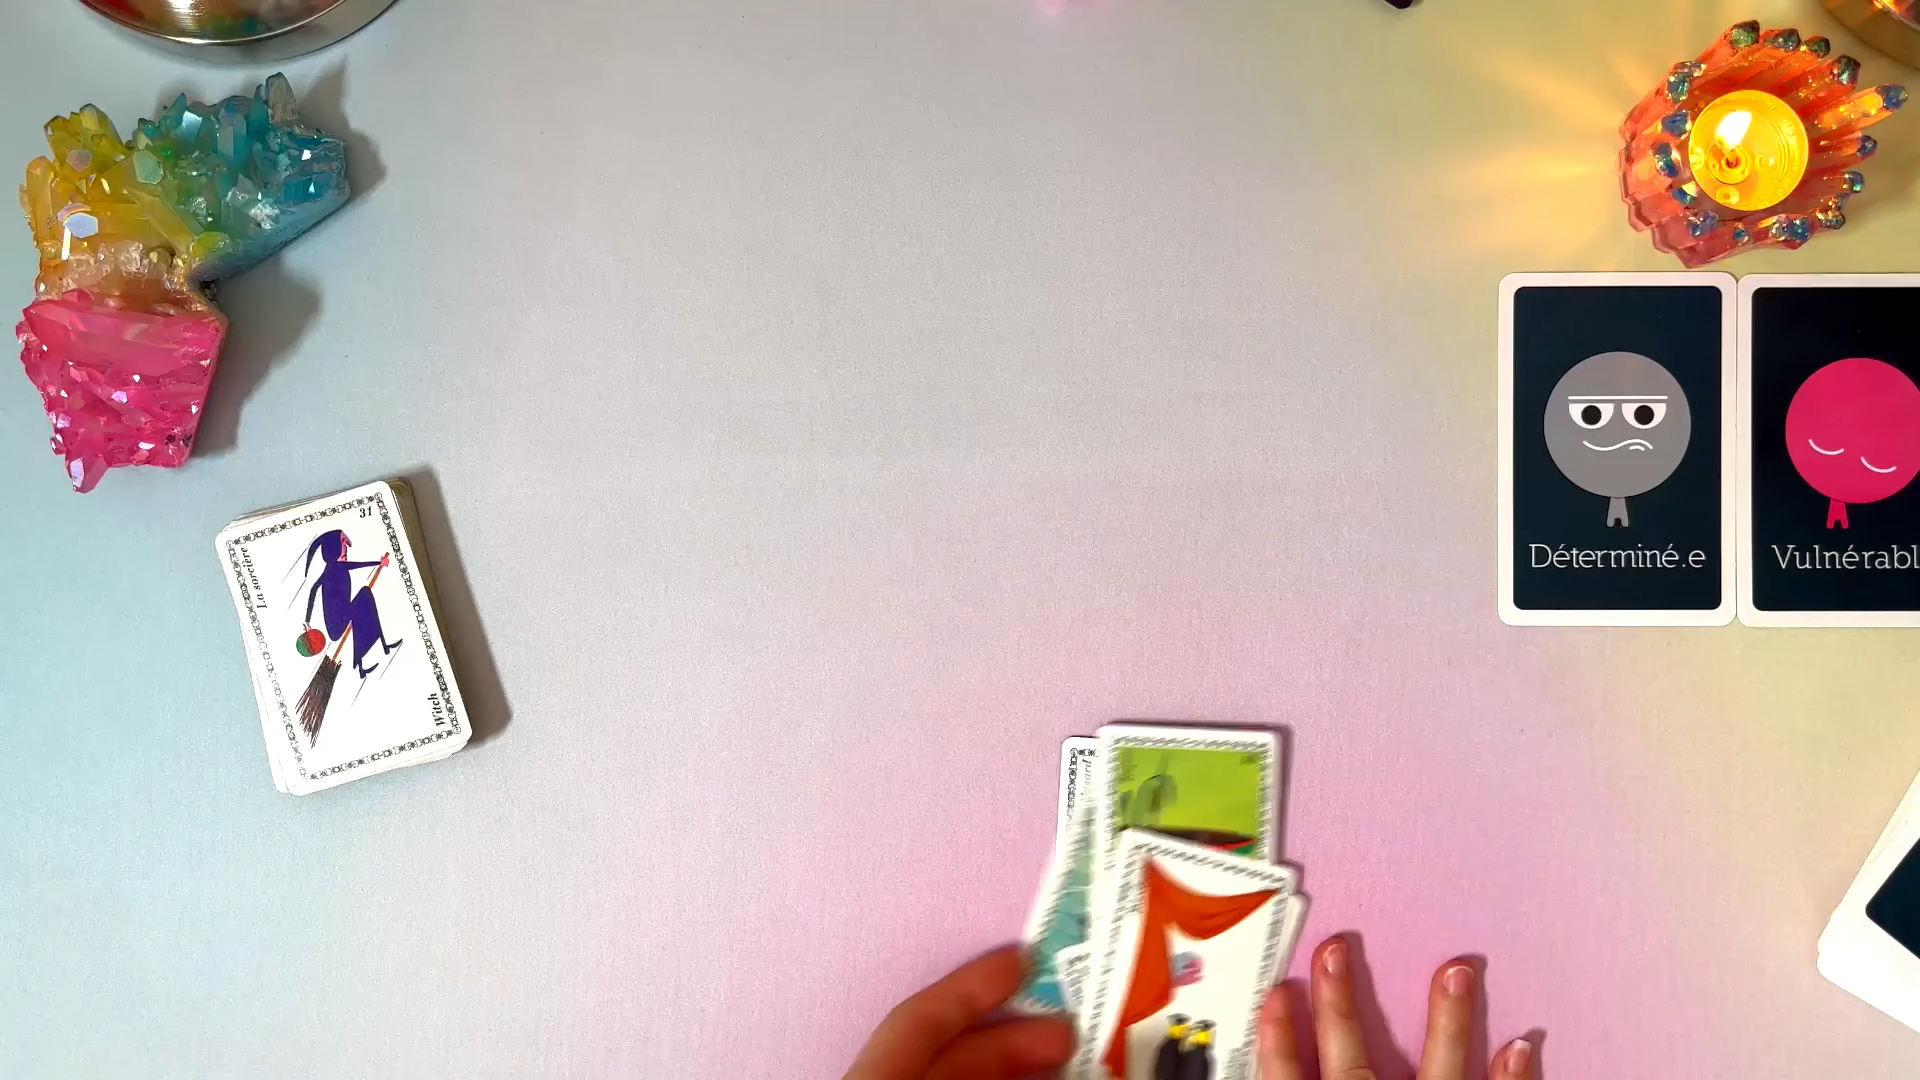 31
La sorcière
Witch
Déterminé.e
Vulnérabl